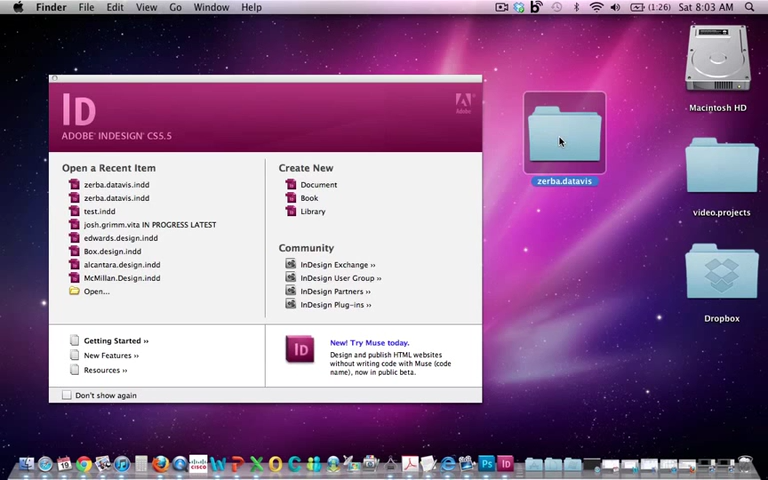 Finder File Edit View Go Window Help
(1:26) Sat 8:03 AM
Id
ADOBE® INDESIGN® CS5.5
Adobe
Open a Recent Item
zerba.datavis.indd
zerba.datavis.indd
test.indd
josh.grimm.vita IN PROGRESS LATEST
edwards.design.indd
Box.design.indd
alcantara.design.indd
McMillan.Design.indd
Open...
Create New
Document
Book
Library
Community
InDesign Exchange ››
InDesign User Group ››
InDesign Partners ››
InDesign Plug-ins ››
Getting Started ››
New Features ››
Resources ››
Id
New! Try Muse today.
Design and publish HTML websites
without writing code with Muse (code
name), now in public beta.
Don't show again
zerba.datavis
Macintosh HD
video.projects
Dropbox
19
CISCO
Ps
Id